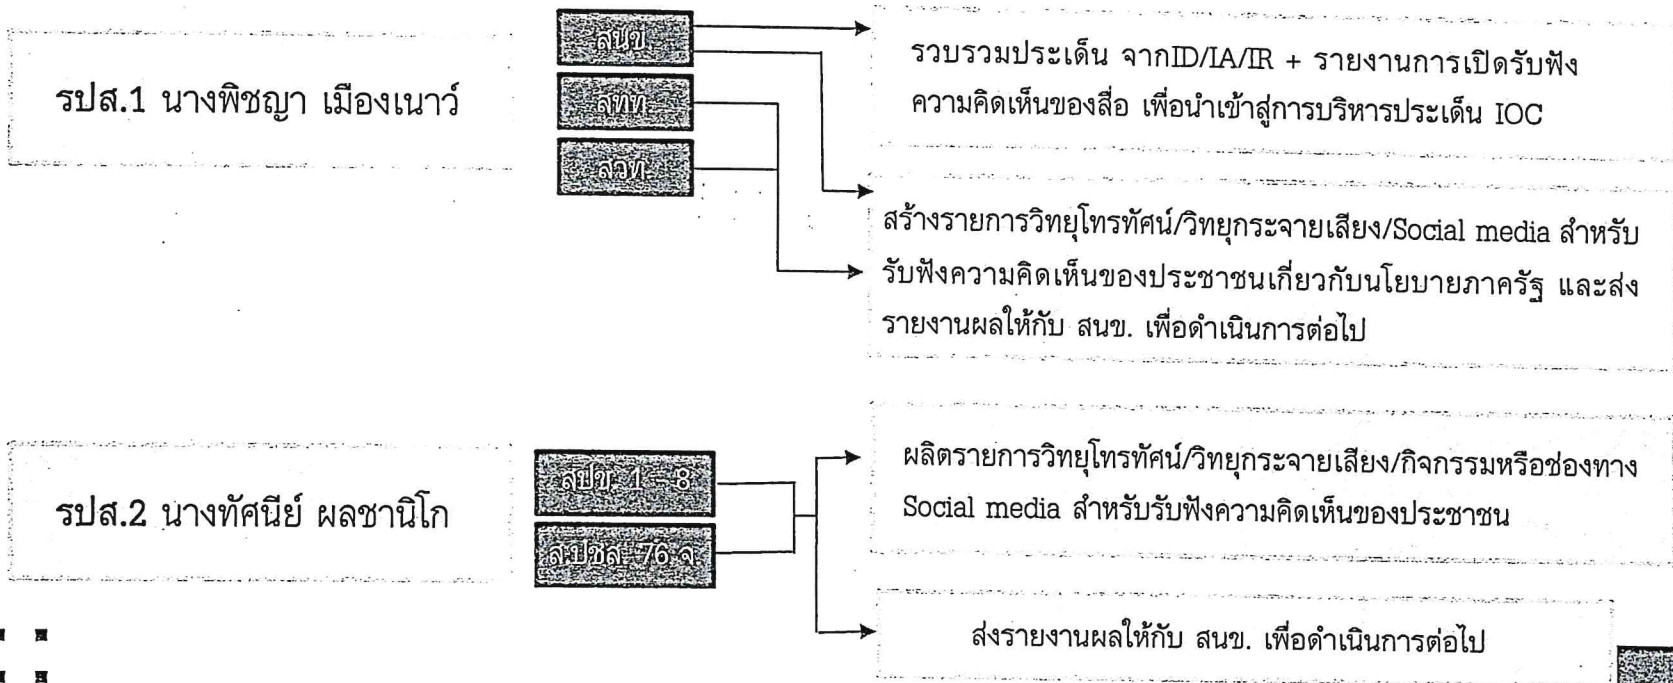 รปส.1 นางพิชญา เมืองเนาว์
สนข.
สทท.
สวท.
รวบรวมประเด็น จากID/IA/IR + รายงานการเปิดรับฟัง
ความคิดเห็นของสื่อ เพื่อนำเข้าสู่การบริหารประเด็น IOC
สร้างรายการวิทยุโทรทัศน์/วิทยุกระจายเสียง/Social media สำหรับ
รับฟังความคิดเห็นของประชาชนเกี่ยวกับนโยบายภาครัฐ และส่ง
รายงานผลให้กับ สนข. เพื่อดำเนินการต่อไป
รปส.2 นางทัศนีย์ ผลชานิโก
สปข. 1 - 8
ส.ปชส. 76 จ.
ผลิตรายการวิทยุโทรทัศน์/วิทยุกระจายเสียง/กิจกรรมหรือช่องทาง
Social media สำหรับรับฟังความคิดเห็นของประชาชน
ส่งรายงานผลให้กับ สนข. เพื่อดำเนินการต่อไป